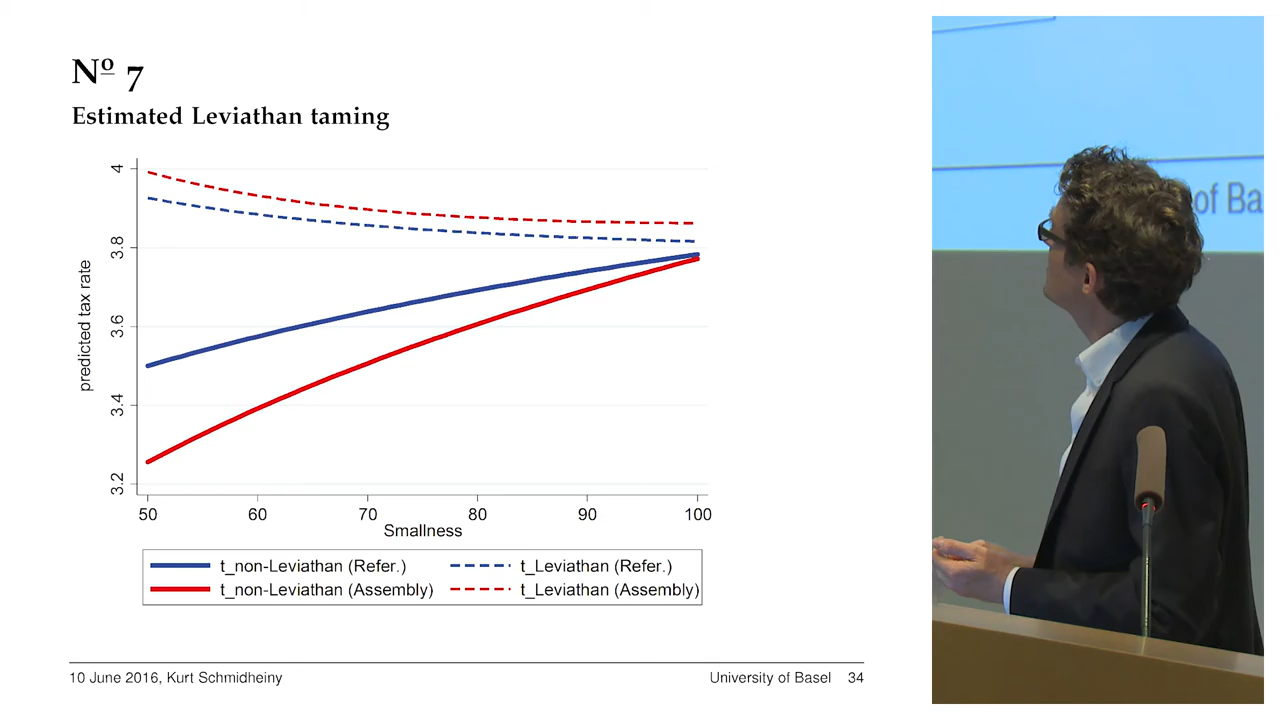 Nº 7
Estimated Leviathan taming
4
3.8
3.6
3.4
3.2
predicted tax rate
50 60 70 80 90 100
Smallness
t_non-Leviathan (Refer.) t_Leviathan (Refer.)
t_non-Leviathan (Assembly) t_Leviathan (Assembly)
10 June 2016, Kurt Schmidheiny University of Basel 34
of Ba